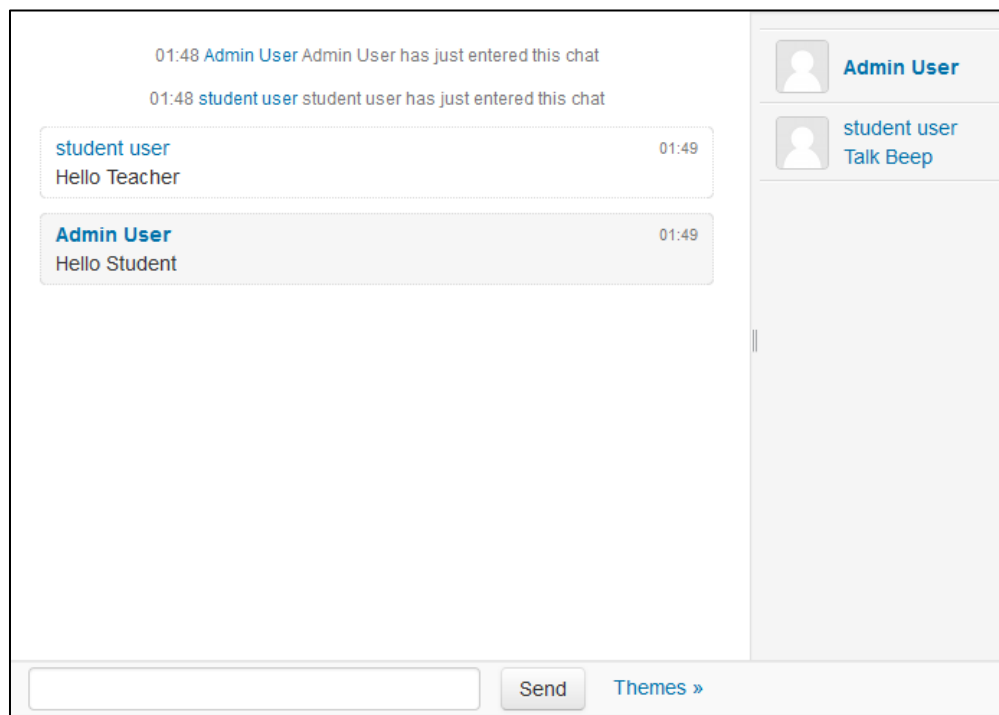 01:48 Admin User Admin User has just entered this chat
01:48 student user student user has just entered this chat
student user 01:49
Hello Teacher
Admin User 01:49
Hello Student
Admin User
student user
Talk Beep
Send Themes »